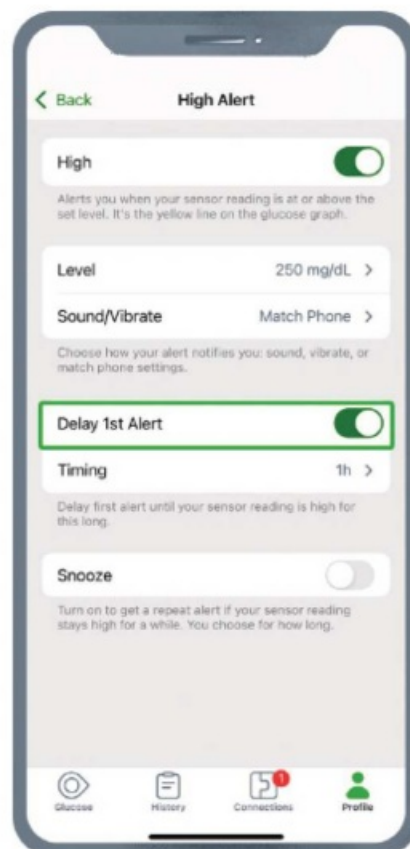 Back
High Alert
High
Alerts you when your sensor reading is at or above the
set level. It's the yellow line on the glucose graph.
Level 250 mg/dL
Sound/Vibrate Match Phone
Choose how your alert notifies you: sound, vibrate, or
match phone settings.
Delay 1st Alert
Timing 1h
Delay first alert until your sensor reading is high for
this long.
Snooze
Turn on to get a repeat alert if your sensor reading
stays high for a while. You choose for how long.
1
Glucose History Connections Profile